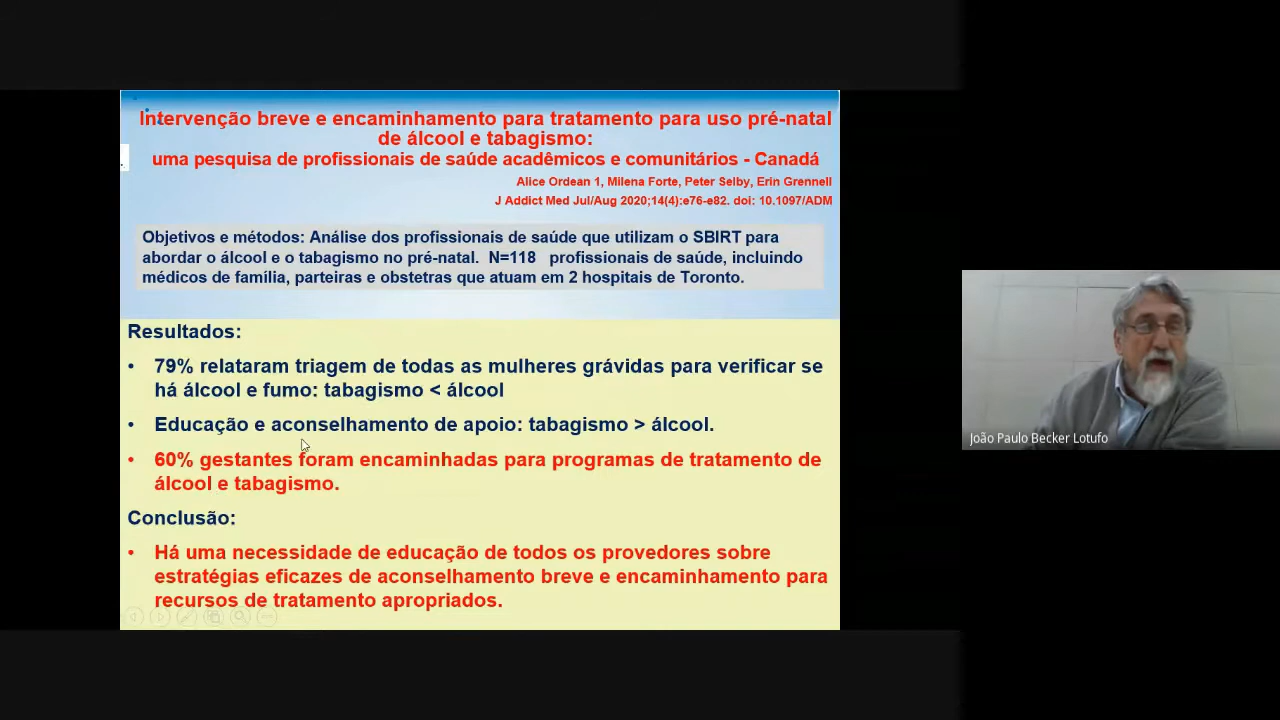 Intervenção breve e encaminhamento para tratamento para uso pré-natal
de álcool e tabagismo:
uma pesquisa de profissionais de saúde acadêmicos e comunitários - Canadá
Alice Ordean 1, Milena Forte, Peter Selby, Erin Grennell
J Addict Med Jul/Aug 2020;14(4):e76-e82. doi: 10.1097/ADM
Objetivos e métodos: Análise dos profissionais de saúde que utilizam o SBIRT para
abordar o álcool e o tabagismo no pré-natal. N=118 profissionais de saúde, incluindo
médicos de família, parteiras e obstetras que atuam em 2 hospitais de Toronto.
Resultados:
• 79% relataram triagem de todas as mulheres grávidas para verificar se
há álcool e fumo: tabagismo < álcool
• Educação e aconselhamento de apoio: tabagismo > álcool.
• 60% gestantes foram encaminhadas para programas de tratamento de
álcool e tabagismo.
Conclusão:
• Há uma necessidade de educação de todos os provedores sobre
estratégias eficazes de aconselhamento breve e encaminhamento para
recursos de tratamento apropriados.
João Paulo Becker Lotufo